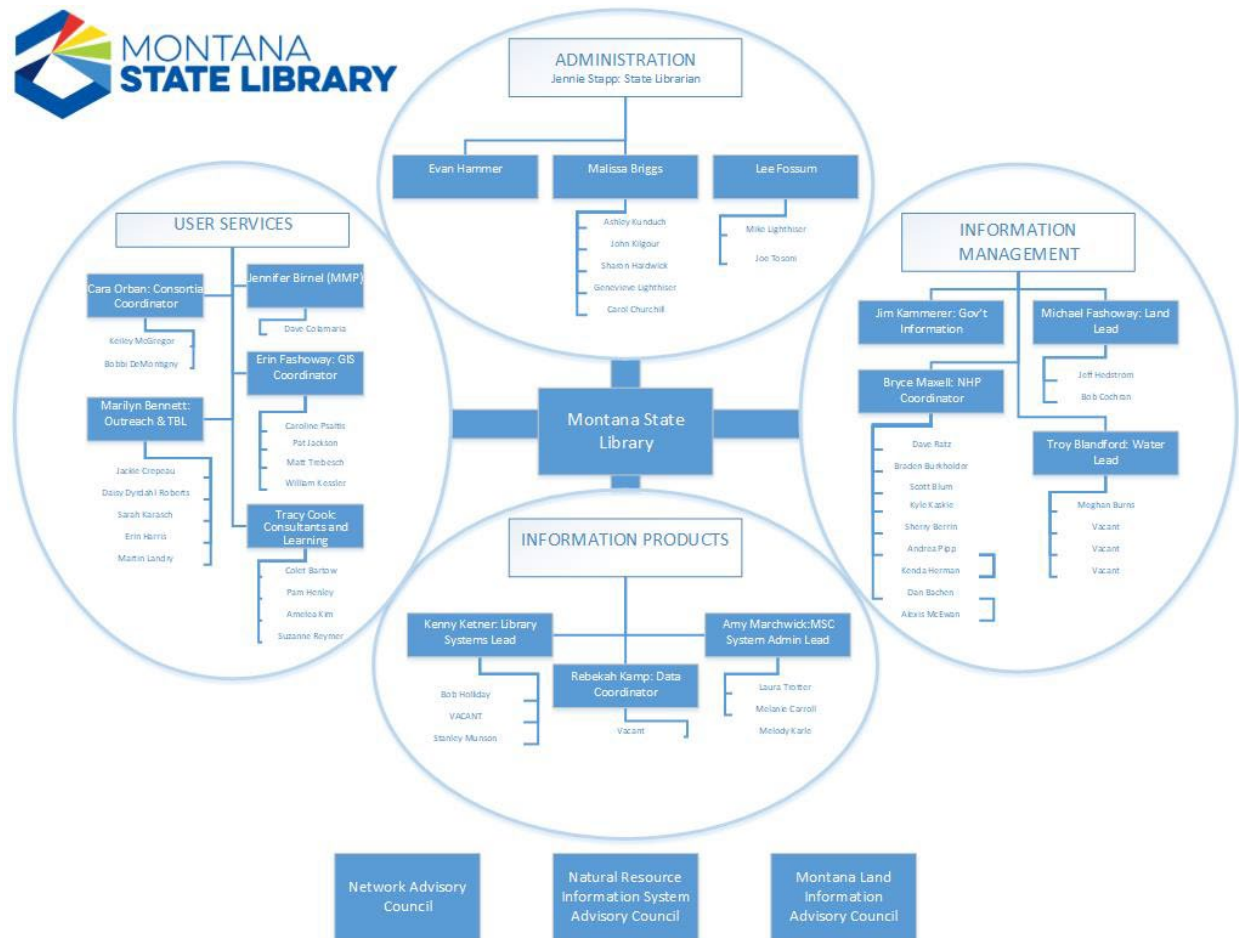 MONTANA
STATE LIBRARY
ADMINISTRATION
Jennie Stapp: State Librarian
Evan Hammer
Malissa Briggs
Lee Fossum
Ashley Kunduch
John Kilgour
Sharon Hardwick
Genevieve Lighthiser
Carol Churchill
Mike Lighthiser
Joe Tosoni
USER SERVICES
Cara Orban: Consortia
Coordinator
Kelley McGregor
Bobbi DeMontigny
Jennifer Birnel (MMP)
Dave Colamaria
Erin Fashoway: GIS
Coordinator
Caroline Psaltis
Pat Jackson
Matt Trebesch
William Kessler
Marilyn Bennett:
Outreach & TBL
Jackie Crepeau
Daisy Dyrdahl Roberts
Sarah Karasch
Erin Harris
Martin Landry
Tracy Cook:
Consultants and
Learning
Colet Bartow
Pam Henley
Amelea Kim
Suzanne Reymer
Montana State
Library
INFORMATION
MANAGEMENT
Jim Kammerer: Gov't
Information
Michael Fashoway: Land
Lead
Jeff Hedstrom
Bob Cochran
Bryce Maxell: NHP
Coordinator
Dave Ratz
Braden Burkholder
Scott Blum
Kyle Kaskie
Sherry Berrin
Andrea Pipp
Kenda Herman
Dan Bachen
Alexis McEwan
Troy Blandford: Water
Lead
Meghan Burns
Vacant
Vacant
Vacant
INFORMATION PRODUCTS
Kenny Ketner: Library
Systems Lead
Bob Holliday
VACANT
Stanley Munson
Rebekah Kamp: Data
Coordinator
Vacant
Amy Marchwick:MSC
System Admin Lead
Laura Trotter
Melanie Carroll
Melody Karle
Network Advisory
Council
Natural Resource
Information System
Advisory Council
Montana Land
Information
Advisory Council